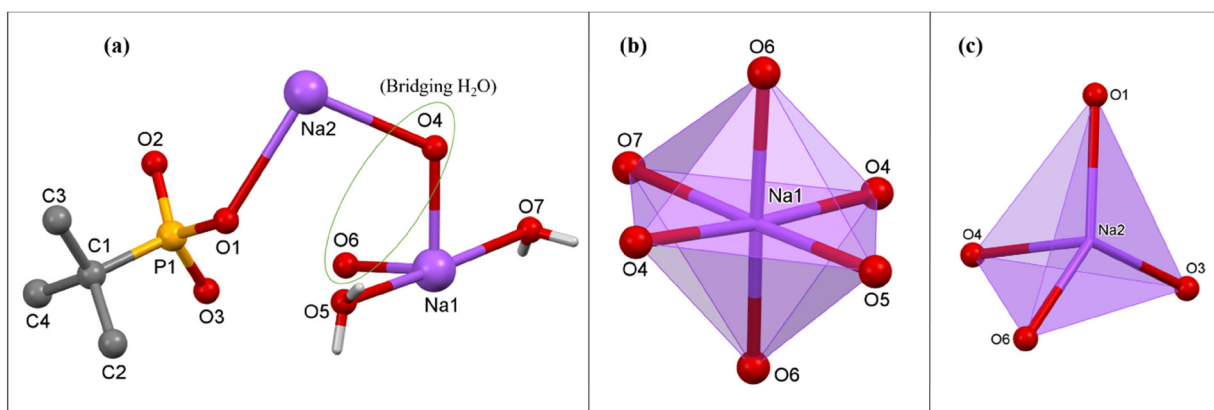 (a)
(Bridging H₂O)
Na2
O4
O2
C3
O1
O7
C1
P1
O6
C4
O3
O5
Na1
C2
(b)
O6
O7
O4
Na1
O4
O5
O6
(c)
O1
O4
Na2
O3
O6